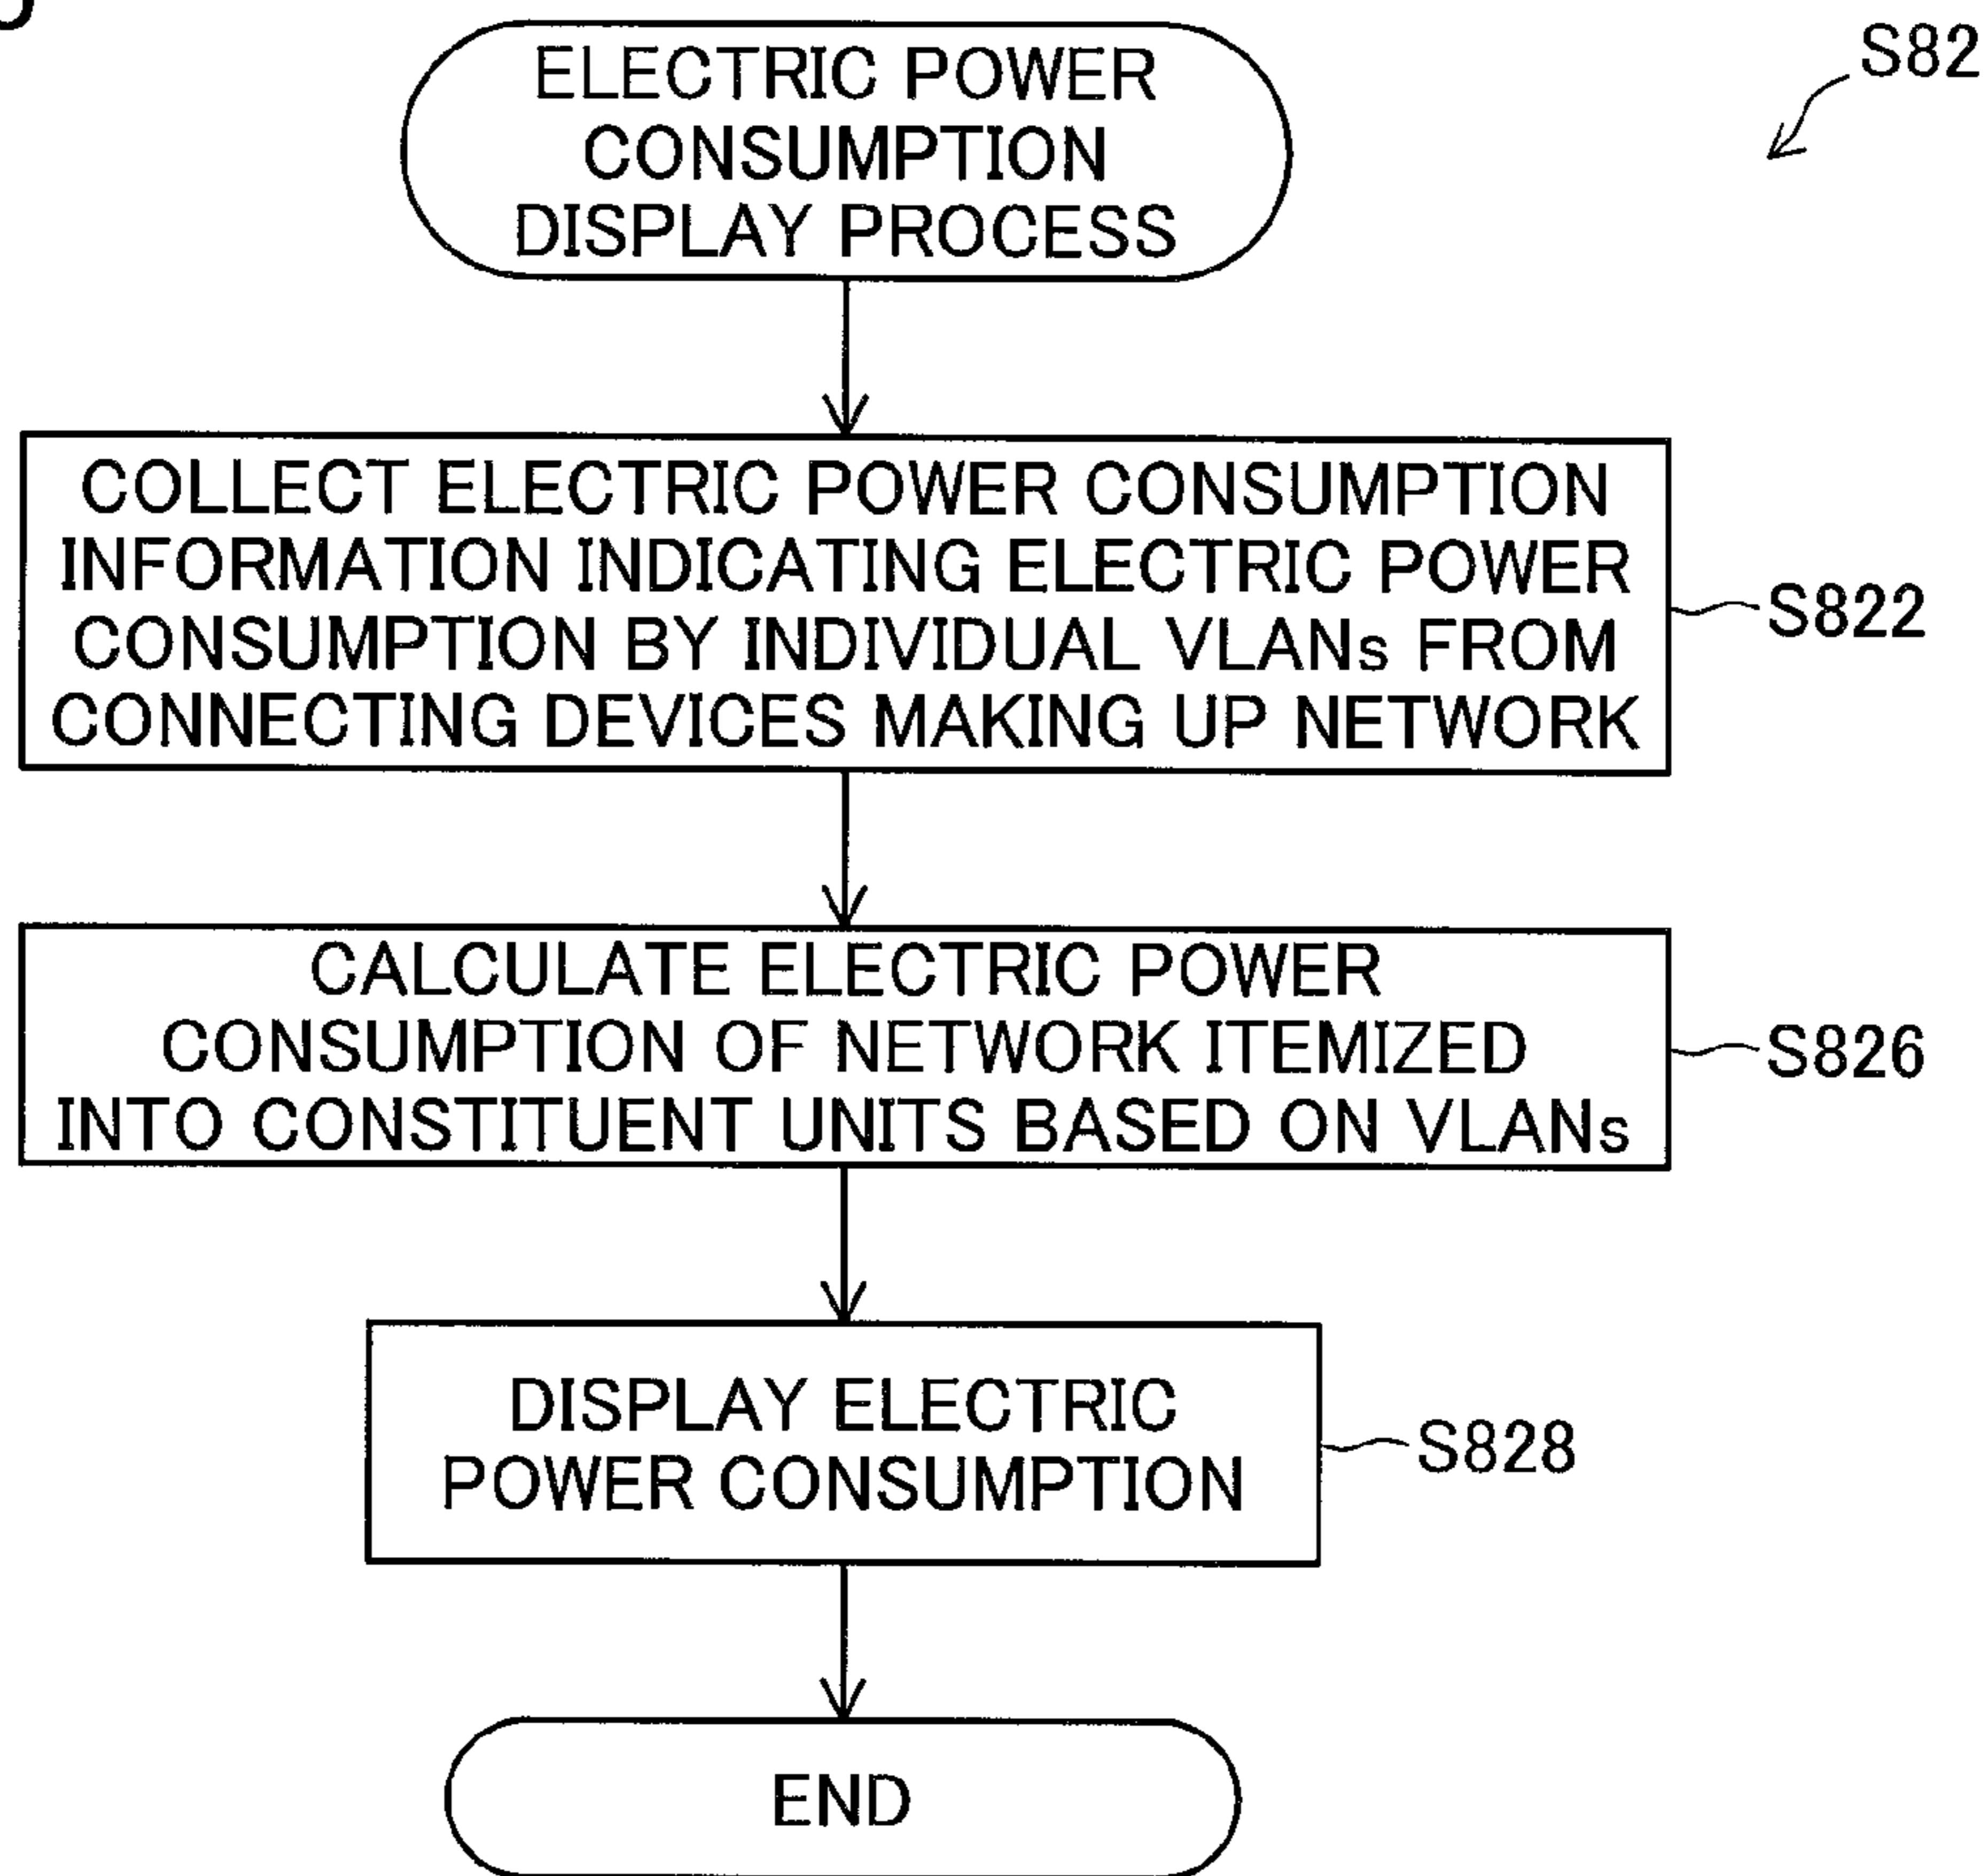 S82
ELECTRIC POWER
CONSUMPTION
DISPLAY PROCESS
COLLECT ELECTRIC POWER CONSUMPTION
INFORMATION INDICATING ELECTRIC POWER
CONSUMPTION BY INDIVIDUAL VLANs FROM
CONNECTING DEVICES MAKING UP NETWORK
S822
CALCULATE ELECTRIC POWER
CONSUMPTION OF NETWORK ITEMIZED
INTO CONSTITUENT UNITS BASED ON VLANs
S826
DISPLAY ELECTRIC
POWER CONSUMPTION
S828
END